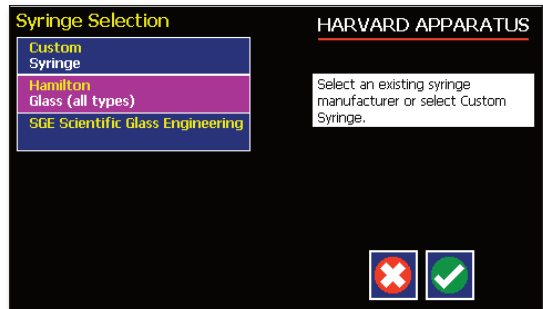 Syringe Selection
Custom
Syringe
Hamilton
Glass (all types)
SGE Scientific Glass Engineering
HARVARD APPARATUS
Select an existing syringe
manufacturer or select Custom
Syringe.